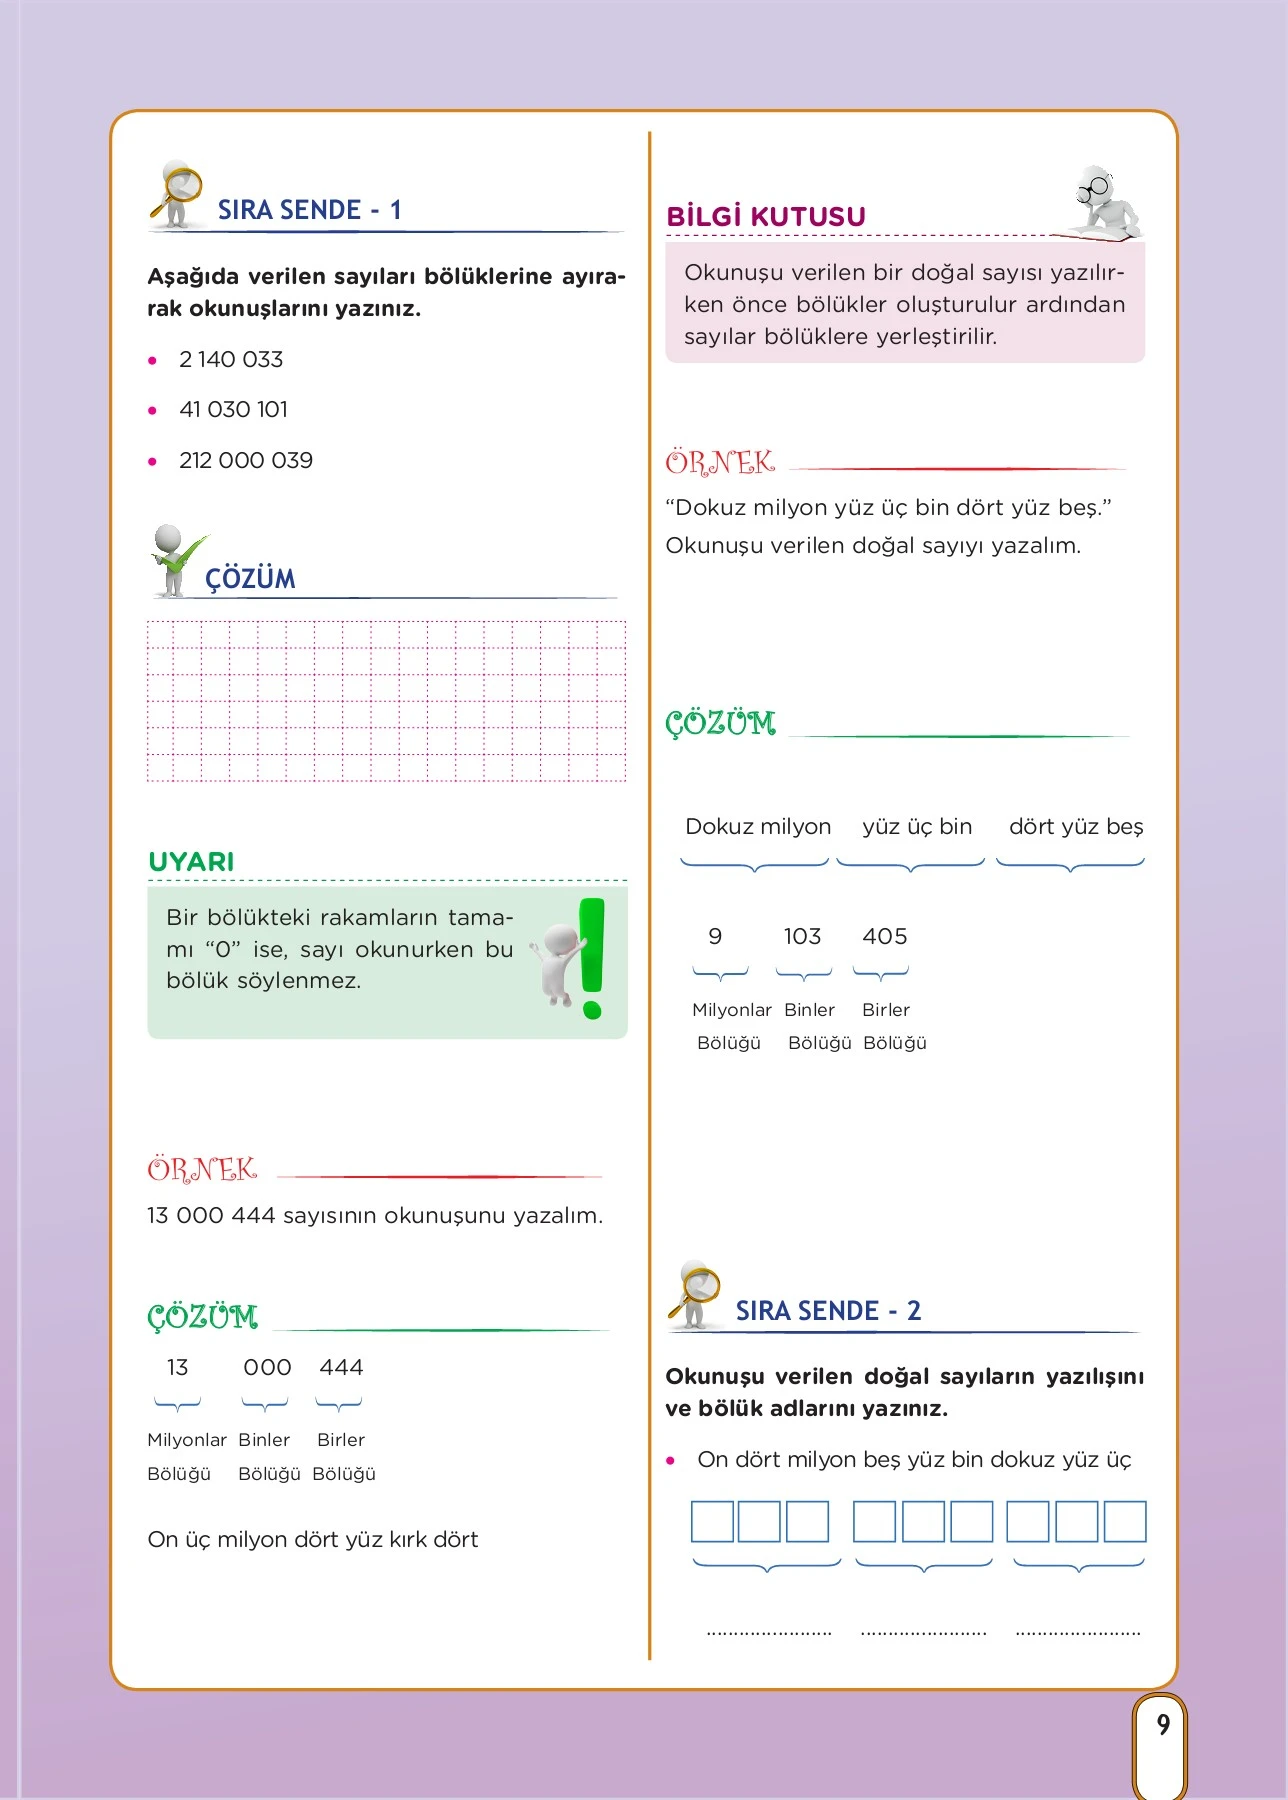 SIRA SENDE - 1
Aşağıda verilen sayıları bölüklerine ayıra-
rak okunuşlarını yazınız.
• 2 140 033
• 41 030 101
• 212 000 039
ÇÖZÜM
UYARI
Bir bölükteki rakamların tama-
mı “0” ise, sayı okunurken bu
bölük söylenmez.
ÖRNEK
13 000 444 sayısının okunuşunu yazalım.
ÇÖZÜM
13 000 444
Milyonlar Binler Birler
Bölüğü Bölüğü Bölüğü
On üç milyon dört yüz kırk dört
BİLGİ KUTUSU
Okunuşu verilen bir doğal sayısı yazılır-
ken önce bölükler oluşturulur ardından
sayılar bölüklere yerleştirilir.
ÖRNEK
“Dokuz milyon yüz üç bin dört yüz beş.”
Okunuşu verilen doğal sayıyı yazalım.
ÇÖZÜM
Dokuz milyon yüz üç bin dört yüz beş
9 103 405
Milyonlar Binler Birler
Bölüğü Bölüğü Bölüğü
SIRA SENDE - 2
Okunuşu verilen doğal sayıların yazılışını
ve bölük adlarını yazınız.
• On dört milyon beş yüz bin dokuz yüz üç
....................... ....................... .......................
9